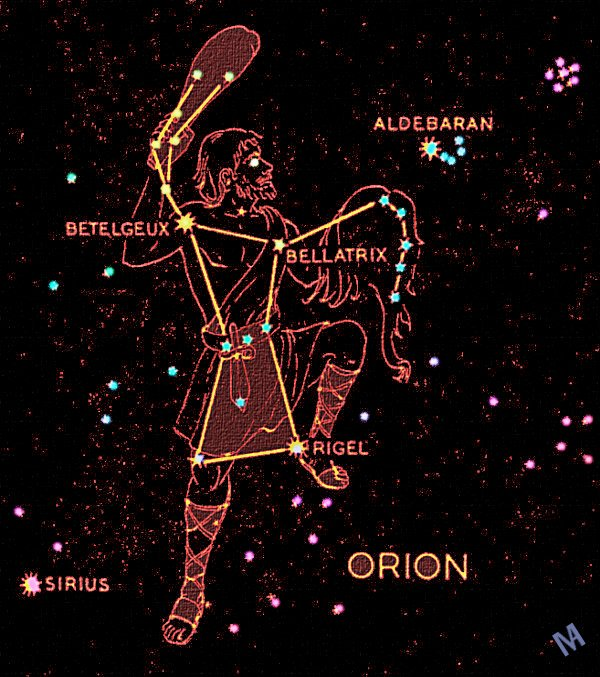 ALDEBARAN
BETELGEUX
BELLATRIX
RIGEL
ORION
SIRIUS
M